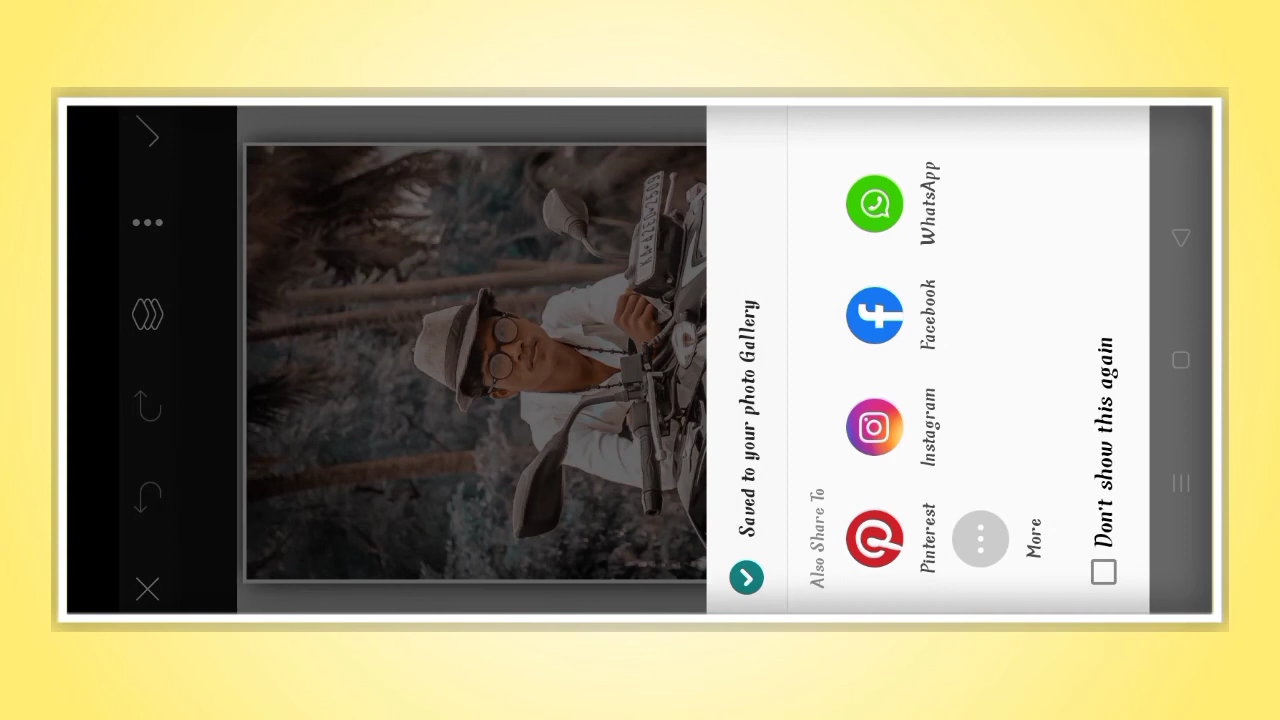 Saved to your photo Gallery
Also Share To
Pinterest
Instagram
Facebook
WhatsApp
More
Don't show this again